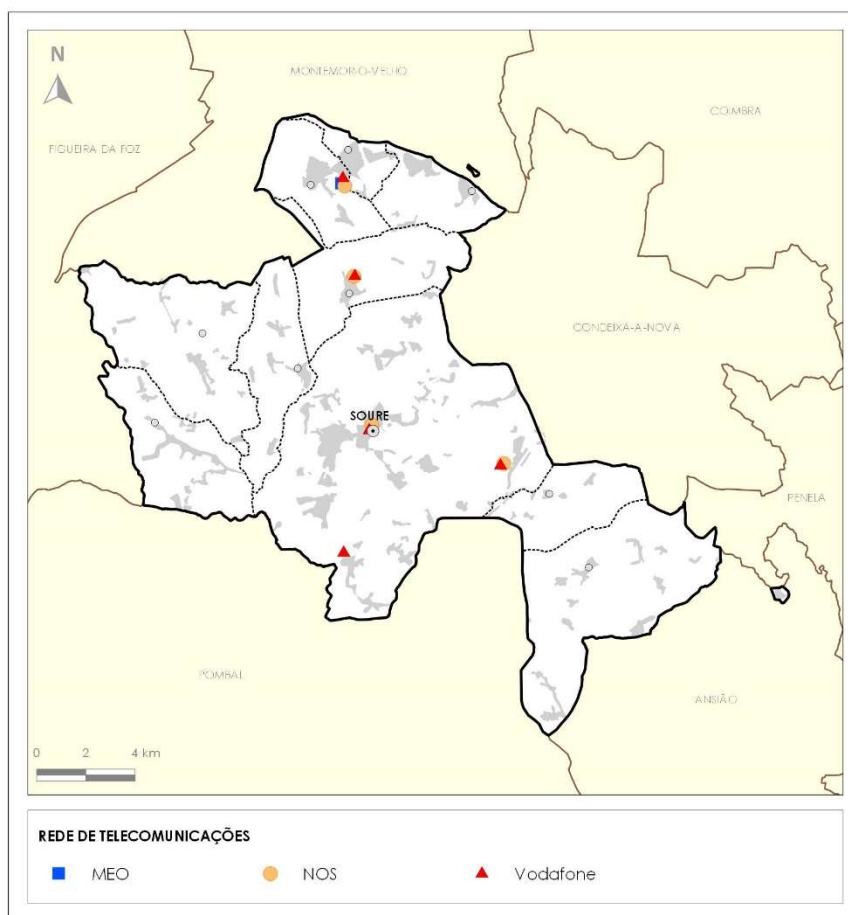 N
MONTEMOR-O-VELHO
COIMBRA
FIGUEIRA DA FOZ
CONDEIXA-A-NOVA
SOURE
PENELA
POMBAL
ANSIÃO
0 2 4 km
REDE DE TELECOMUNICAÇÕES
MEO NOS Vodafone